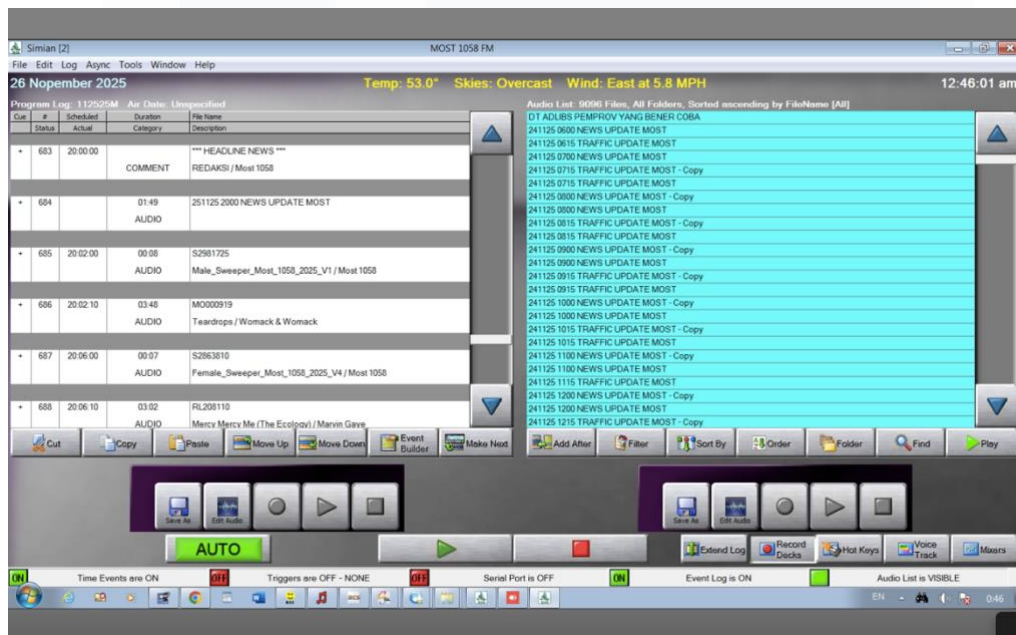 Simian [2]
MOST 1058 FM
File Edit Log Async Tools Window Help
26 Nopember 2025
Temp: 53.0° Skies: Overcast Wind: East at 5.8 MPH
12:46:01 am
Program Log: 112525M Air Date: Unspecified
Audio List: 9096 Files, All Folders, Sorted ascending by FileName [All]
Cue # Scheduled Duration File Name
Status Actual Category Description
+ 683 20:00:00 *** HEADLINE NEWS ***
COMMENT REDAKSI / Most 1058
+ 684 01:49 251125 2000 NEWS UPDATE MOST
AUDIO
+ 685 20:02:00 00:08 S2981725
AUDIO Male_Sweeper_Most_1058_2025_V1 / Most 1058
+ 686 20:02:10 03:48 MO000919
AUDIO Teardrops / Womack & Womack
+ 687 20:06:00 00:07 S2863810
AUDIO Female_Sweeper_Most_1058_2025_V4 / Most 1058
+ 688 20:06:10 03:02 RL208110
AUDIO Mercy Mercy Me (The Ecology) / Marvin Gaye
DT ADLIBS PEMPROV YANG BENER COBA
241125 0600 NEWS UPDATE MOST
241125 0615 TRAFFIC UPDATE MOST
241125 0700 NEWS UPDATE MOST
241125 0715 TRAFFIC UPDATE MOST - Copy
241125 0715 TRAFFIC UPDATE MOST
241125 0800 NEWS UPDATE MOST - Copy
241125 0800 NEWS UPDATE MOST
241125 0815 TRAFFIC UPDATE MOST - Copy
241125 0815 TRAFFIC UPDATE MOST
241125 0900 NEWS UPDATE MOST - Copy
241125 0900 NEWS UPDATE MOST
241125 0915 TRAFFIC UPDATE MOST - Copy
241125 0915 TRAFFIC UPDATE MOST
241125 1000 NEWS UPDATE MOST - Copy
241125 1000 NEWS UPDATE MOST
241125 1015 TRAFFIC UPDATE MOST - Copy
241125 1015 TRAFFIC UPDATE MOST
241125 1100 NEWS UPDATE MOST - Copy
241125 1100 NEWS UPDATE MOST
241125 1115 TRAFFIC UPDATE MOST
241125 1200 NEWS UPDATE MOST - Copy
241125 1200 NEWS UPDATE MOST
241125 1215 TRAFFIC UPDATE MOST - Copy
Cut Copy Paste Move Up Move Down Event Builder Make Next
Add After Filter Sort By Order Folder Find Play
Save As Edit Audio
Save As Edit Audio
AUTO
Extend Log Record Decks Hot Keys Voice Track Mixers
ON Time Events are ON OFF Triggers are OFF - NONE OFF Serial Port is OFF ON Event Log is ON Audio List is VISIBLE
EN 0:46